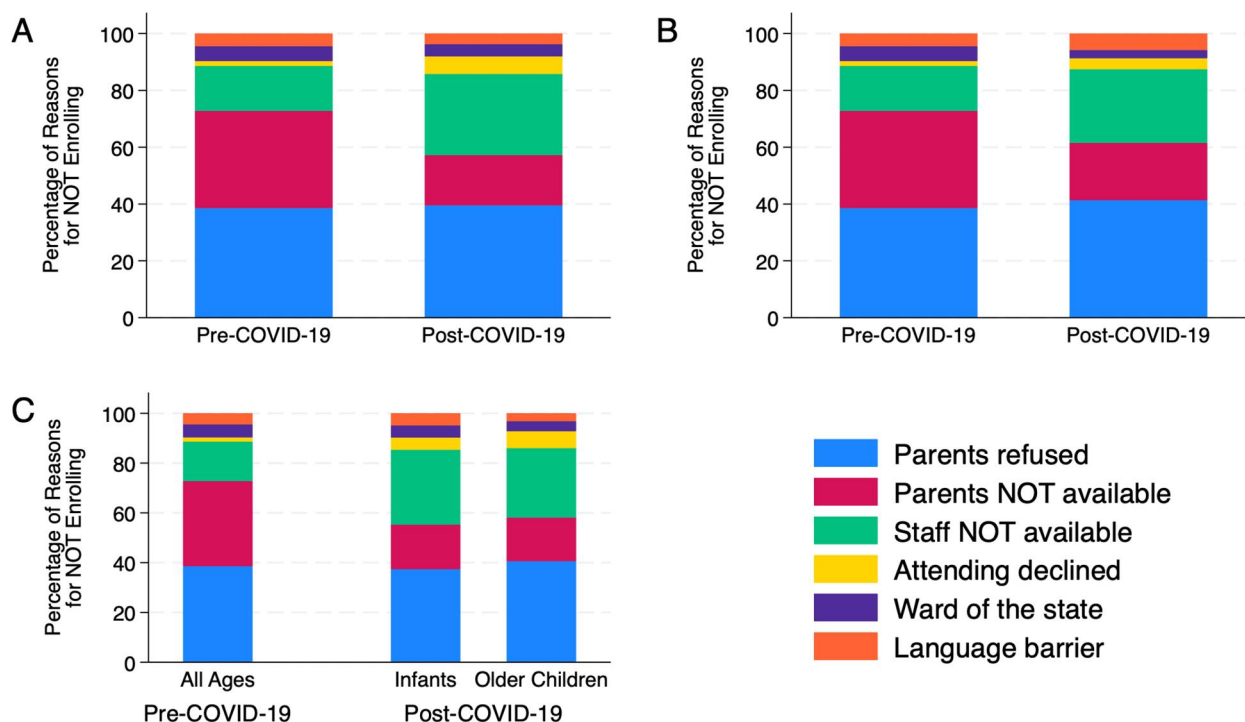 A
Percentage of Reasons
for NOT Enrolling
100
80
60
40
20
0
Pre-COVID-19
Post-COVID-19
B
Percentage of Reasons
for NOT Enrolling
100
80
60
40
20
0
Pre-COVID-19
Post-COVID-19
C
Percentage of Reasons
for NOT Enrolling
100
80
60
40
20
0
All Ages
Infants
Older Children
Pre-COVID-19
Post-COVID-19
Parents refused
Parents NOT available
Staff NOT available
Attending declined
Ward of the state
Language barrier